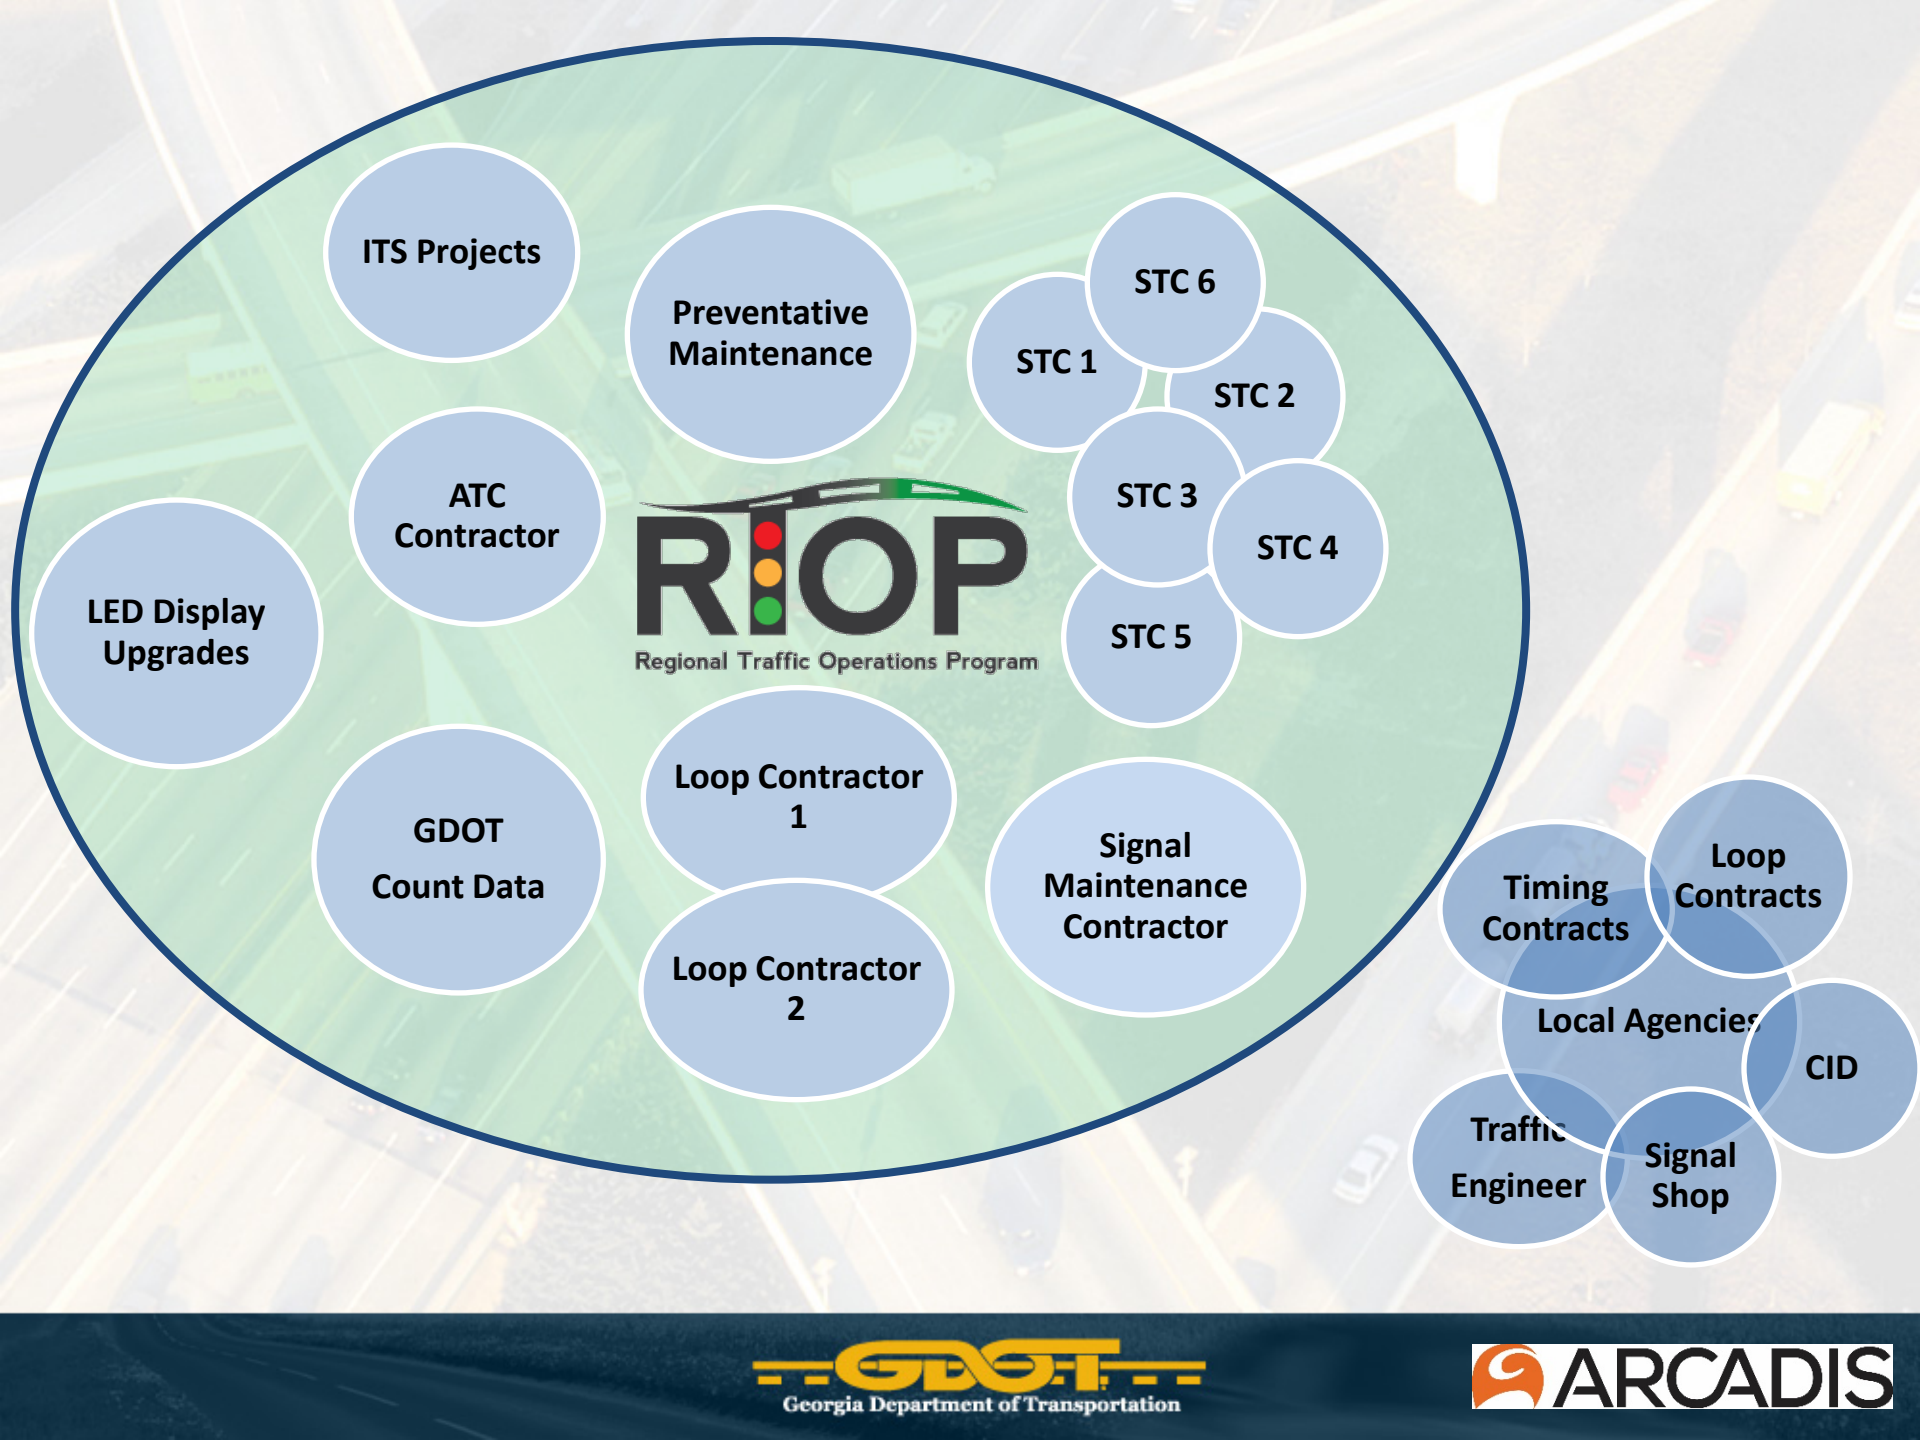 ITS Projects
Preventative
Maintenance
STC 6
STC 1
STC 2
STC 3
STC 4
STC 5
ATC
Contractor
LED Display
Upgrades
RTOP
Regional Traffic Operations Program
GDOT
Count Data
Loop Contractor
1
Loop Contractor
2
Signal
Maintenance
Contractor
Timing
Contracts
Loop
Contracts
Local Agencies
CID
Traffic
Engineer
Signal
Shop
GDOT
Georgia Department of Transportation
ARCADIS